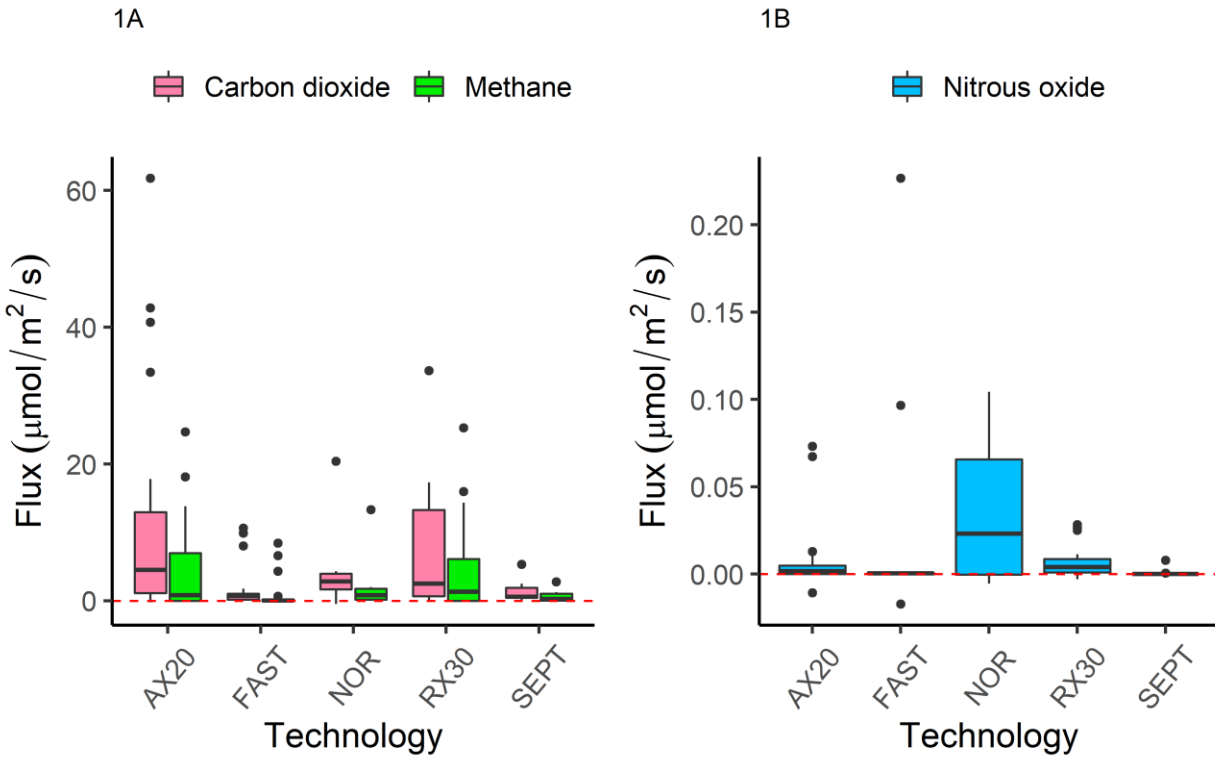 1A
Carbon dioxide
Methane
Flux (μmol/m²/s)
60
40
20
0
AX20
FAST
NOR
RX30
SEPT
Technology
1B
Nitrous oxide
Flux (μmol/m²/s)
0.20
0.15
0.10
0.05
0.00
AX20
FAST
NOR
RX30
SEPT
Technology